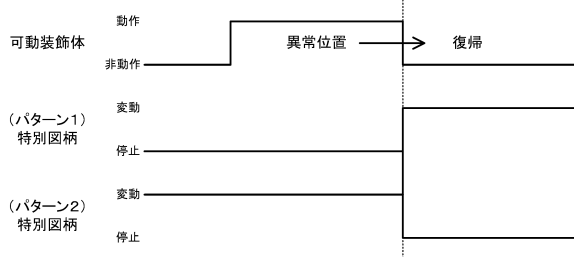 動作
可動装飾体
異常位置
復帰
非動作
変動
(パターン1)
特別図柄
停止
変動
(パターン2)
特別図柄
停止